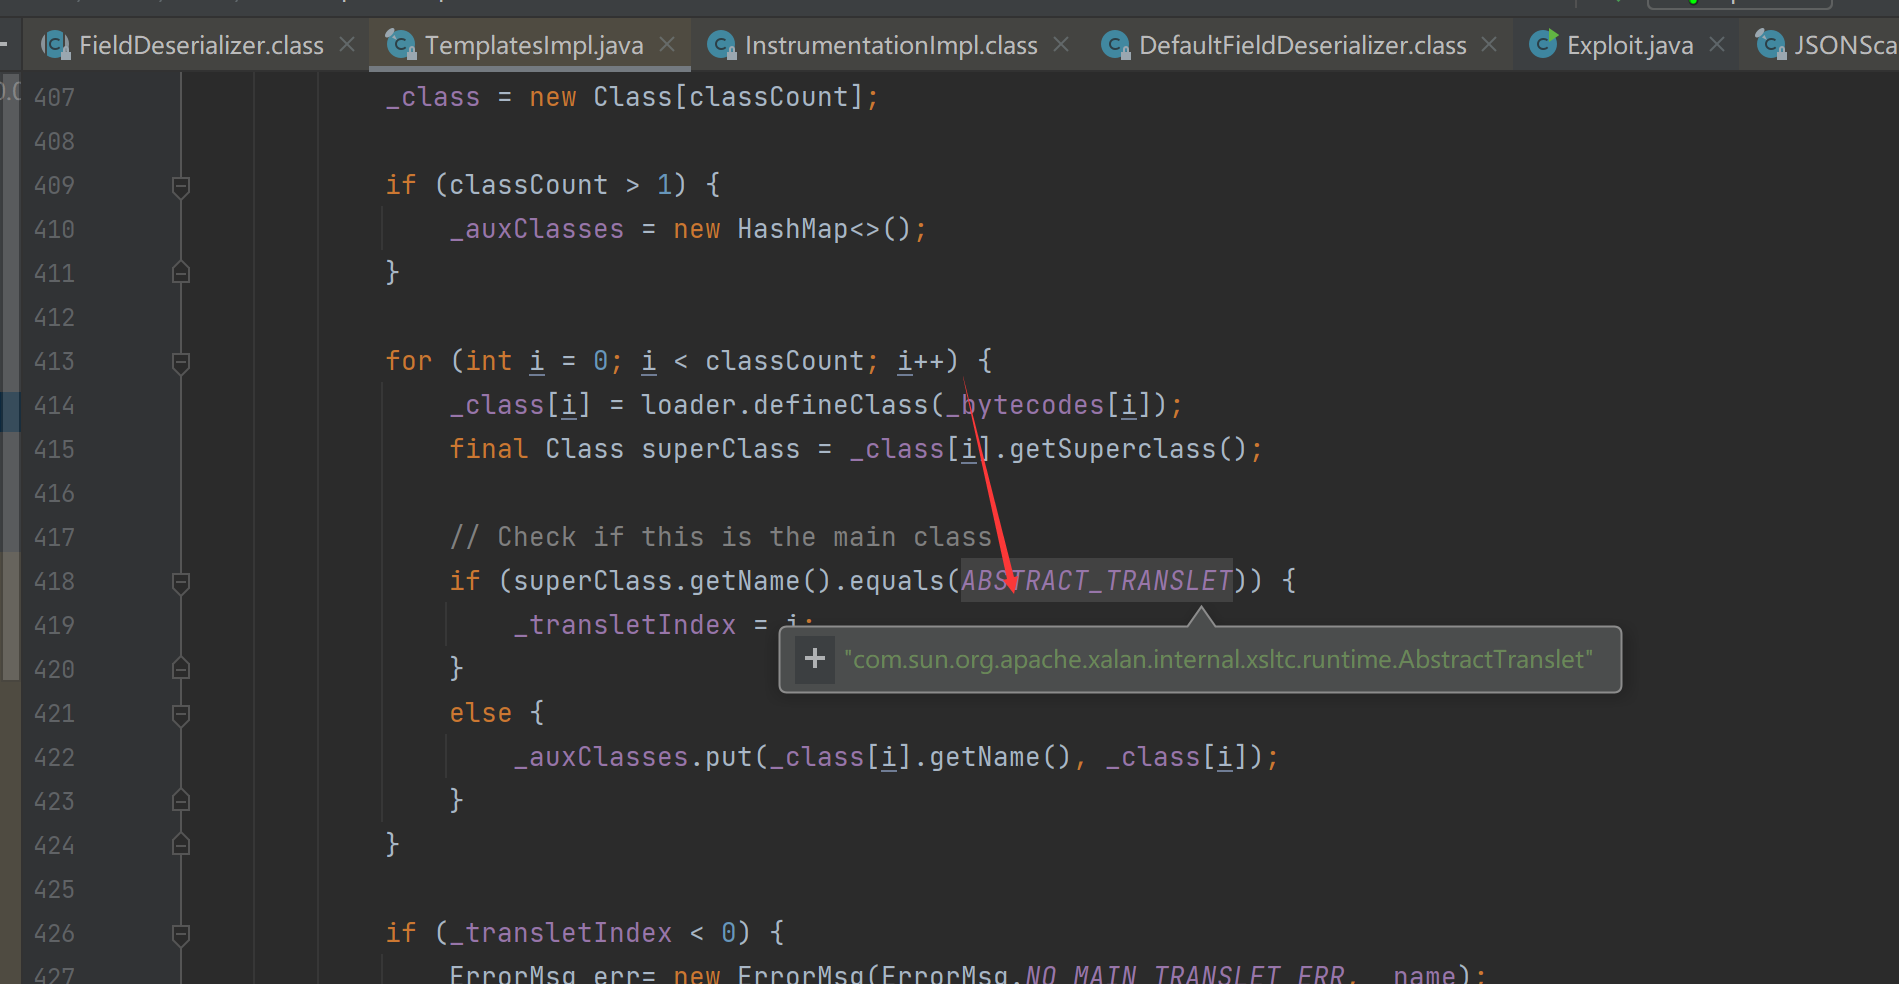 FieldDeserializer.class TemplatesImpl.java InstrumentationImpl.class DefaultFieldDeserializer.class Exploit.java JSONSca
407 _class = new Class[classCount];
408
409 if (classCount > 1) {
410 _auxClasses = new HashMap<>();
411 }
412
413 for (int i = 0; i < classCount; i++) {
414 _class[i] = loader.defineClass(_bytecodes[i]);
415 final Class superClass = _class[i].getSuperclass();
416
417 // Check if this is the main class
418 if (superClass.getName().equals(ABSTRACT_TRANSLET)) {
419 _transletIndex = i;
"com.sun.org.apache.xalan.internal.xsltc.runtime.AbstractTranslet"
420 }
421 else {
422 _auxClasses.put(_class[i].getName(), _class[i]);
423 }
424 }
425
426 if (_transletIndex < 0) {
427 ErrorMsg err= new ErrorMsg(ErrorMsg.NO_MAIN_TRANSLET_ERR, _name);